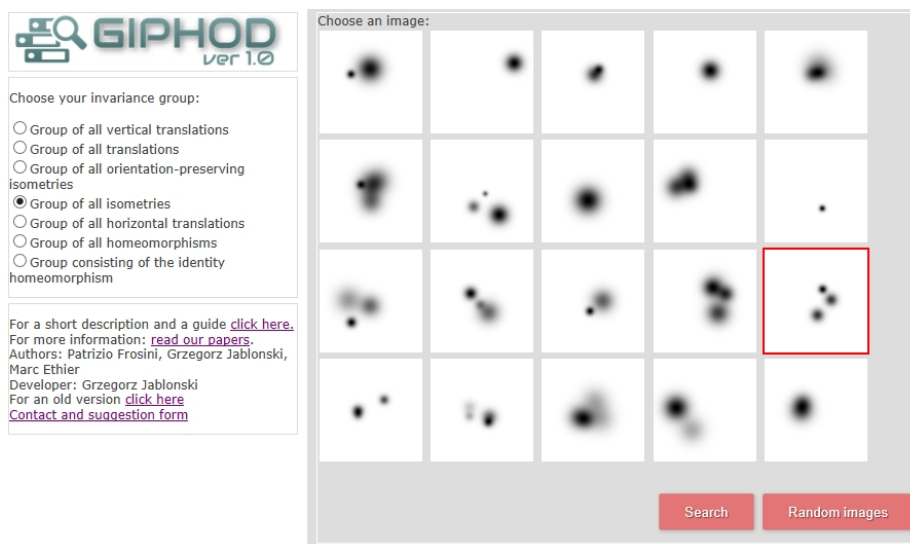 GIPHOD
ver 1.0
Choose your invariance group:
Group of all vertical translations
Group of all translations
Group of all orientation-preserving
isometries
Group of all isometries
Group of all horizontal translations
Group of all homeomorphisms
Group consisting of the identity
homeomorphism
For a short description and a guide click here.
For more information: read our papers.
Authors: Patrizio Frosini, Grzegorz Jablonski,
Marc Ethier
Developer: Grzegorz Jablonski
For an old version click here
Contact and suggestion form
Choose an image:
Search
Random images